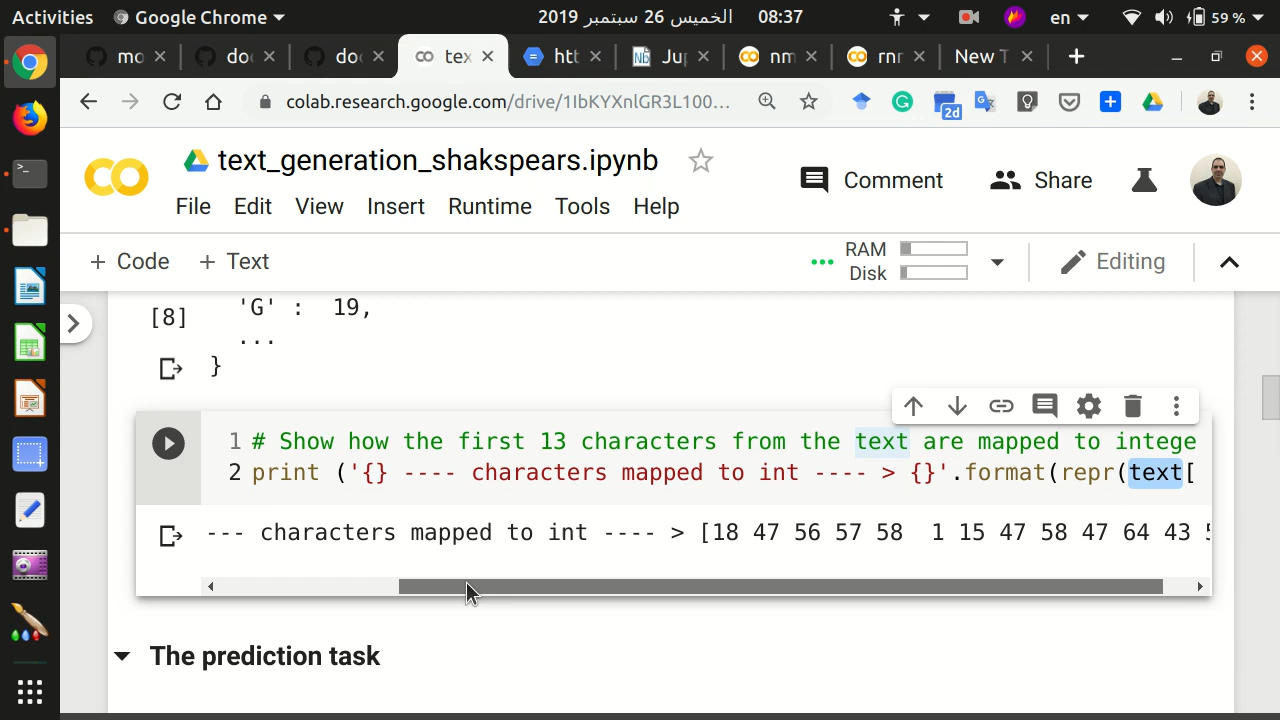 Activities Google Chrome الخميس 26 سبتمبر 2019 08:37 en 59 %
mo do do tex htt Ju nm rnr New T
colab.research.google.com/drive/1IbKYXnlGR3L100... 2d
text_generation_shakspears.ipynb
Comment Share
File Edit View Insert Runtime Tools Help
+ Code + Text RAM Disk Editing
[8] 'G' : 19,
...
}
1 # Show how the first 13 characters from the text are mapped to intege
2 print ('{} ---- characters mapped to int ---- > {}'.format(repr(text[
--- characters mapped to int ---- > [18 47 56 57 58 1 15 47 58 47 64 43
The prediction task